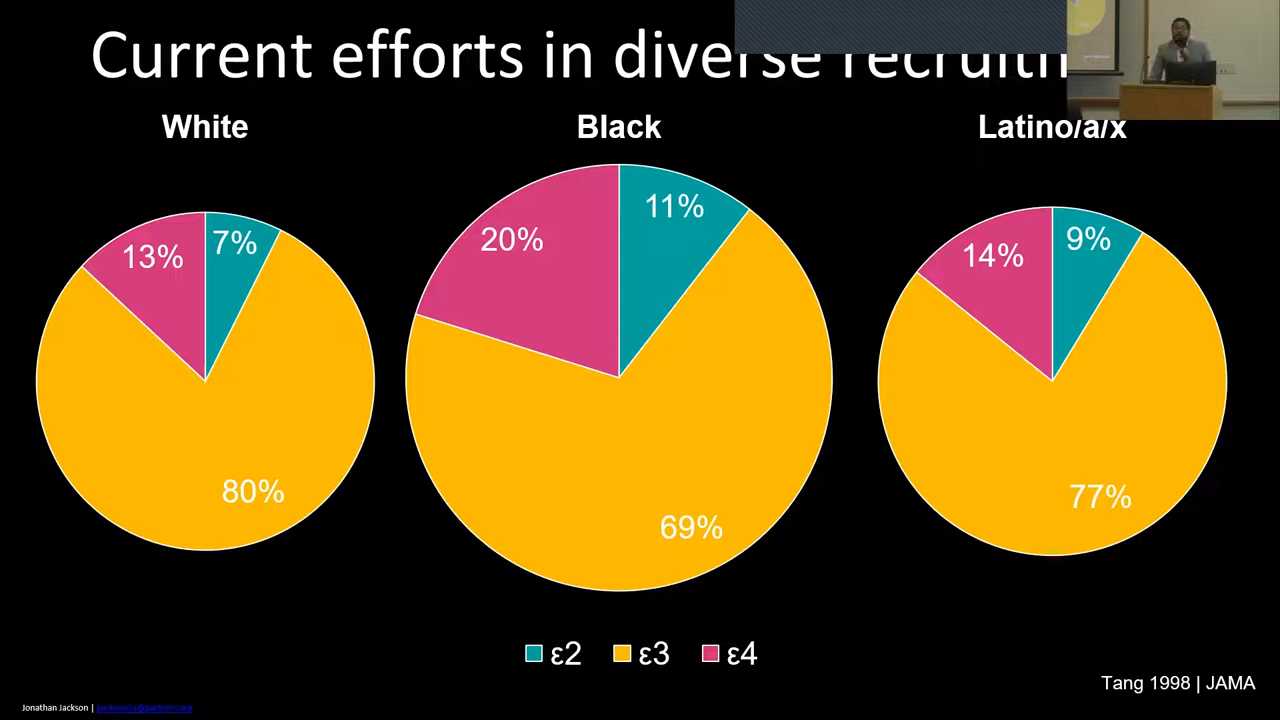 Current efforts in diverse
White
Black
Latino/a/x
13%
7%
20%
11%
14%
9%
80%
69%
77%
ε2
ε3
ε4
Tang 1998 | JAMA
Jonathan Jackson |